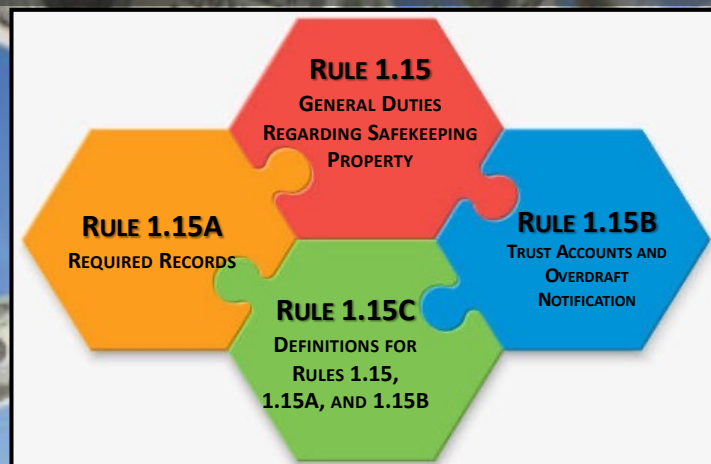 RULE 1.15
GENERAL DUTIES
REGARDING SAFEKEEPING
PROPERTY
RULE 1.15A
REQUIRED RECORDS
RULE 1.15B
TRUST ACCOUNTS AND
OVERDRAFT
NOTIFICATION
RULE 1.15C
DEFINITIONS FOR
RULES 1.15,
1.15A, AND 1.15B